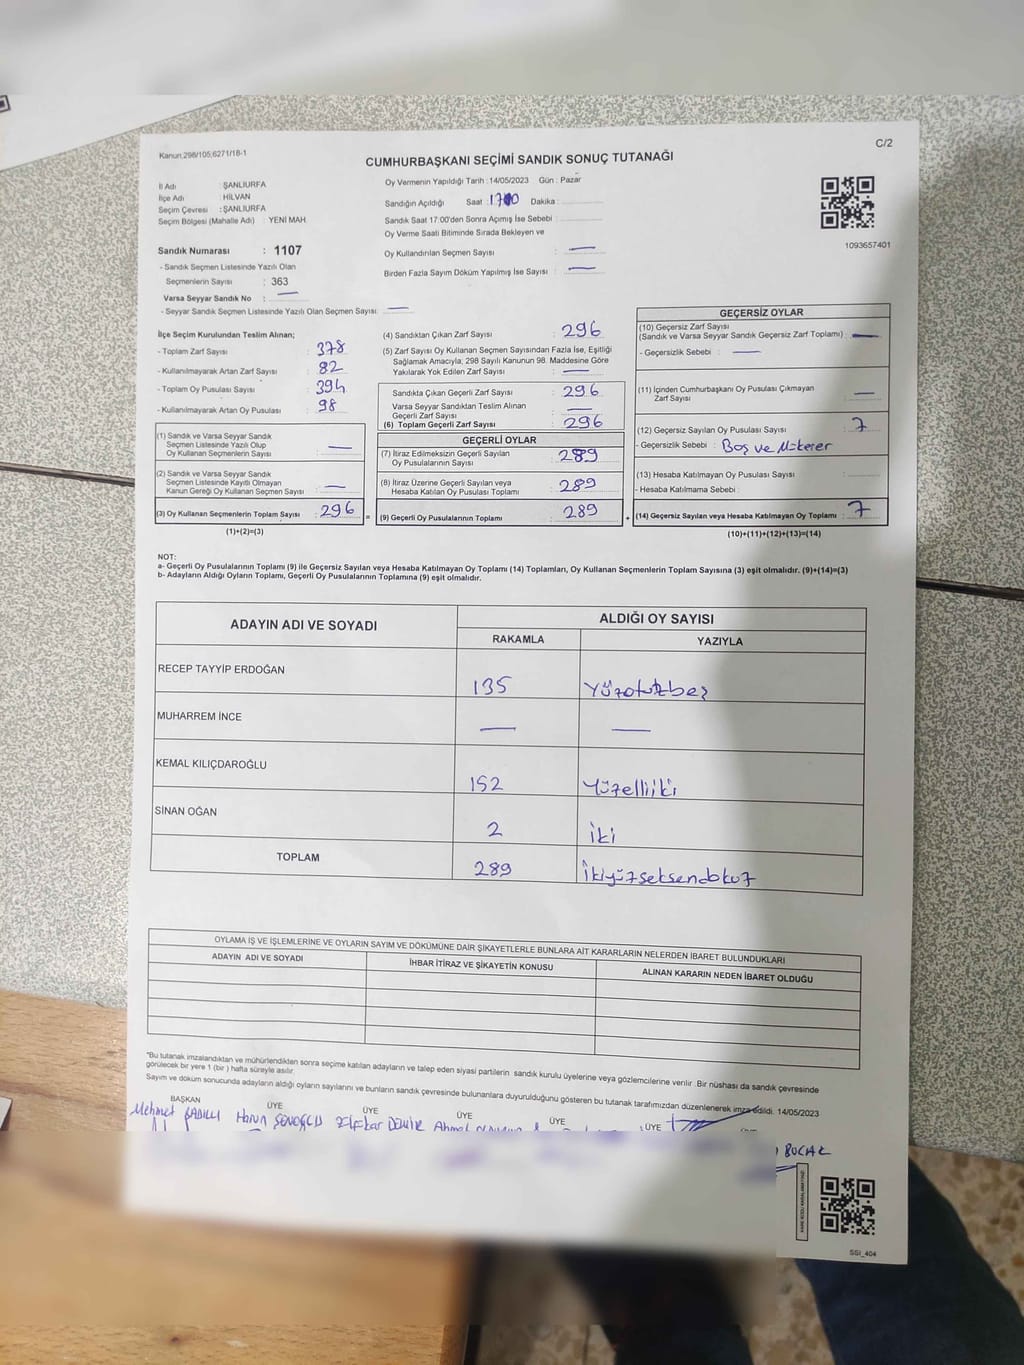 C/2
Kanun:298/105,6271/18-1
CUMHURBAŞKANI SEÇİMİ SANDIK SONUÇ TUTANAĞI
İl Adı : ŞANLIURFA
İlçe Adı : HİLVAN
Seçim Çevresi : ŞANLIURFA
Seçim Bölgesi (Mahalle Adı) : YENİ MAH.
Oy Vermenin Yapıldığı Tarih :14/05/2023 Gün : Pazar
Sandığın Açıldığı Saat : 1700 Dakika :
Sandık Saat 17:00'den Sonra Açımış İse Sebebi :
Oy Verme Saati Bitiminde Sırada Bekleyen ve
Oy Kullandırılan Seçmen Sayısı : —
Birden Fazla Sayım Döküm Yapılmış İse Sayısı : —
1093657401
Sandık Numarası : 1107
- Sandık Seçmen Listesinde Yazılı Olan
Seçmenlerin Sayısı : 363
Varsa Seyyar Sandık No : —
- Seyyar Sandık Seçmen Listesinde Yazılı Olan Seçmen Sayısı: —
İlçe Seçim Kurulundan Teslim Alınan;
- Toplam Zarf Sayısı : 378
- Kullanılmayarak Artan Zarf Sayısı : 82
- Toplam Oy Pusulası Sayısı : 394
- Kullanılmayarak Artan Oy Pusulası : 98
(1) Sandık ve Varsa Seyyar Sandık
Seçmen Listesinde Yazılı Olup
Oy Kullanan Seçmenlerin Sayısı : —
(2) Sandık ve Varsa Seyyar Sandık
Seçmen Listesinde Kayıtlı Olmayan
Kanun Gereği Oy Kullanan Seçmen Sayısı : —
(3) Oy Kullanan Seçmenlerin Toplam Sayısı : 296 =
(1)+(2)=(3)
(4) Sandıktan Çıkan Zarf Sayısı : 296
(5) Zarf Sayısı Oy Kullanan Seçmen Sayısından Fazla İse, Eşitliği
Sağlamak Amacıyla; 298 Sayılı Kanunun 98. Maddesine Göre
Yakılarak Yok Edilen Zarf Sayısı : —
Sandıkta Çıkan Geçerli Zarf Sayısı : 296
Varsa Seyyar Sandıktan Teslim Alınan
Geçerli Zarf Sayısı : —
(6) Toplam Geçerli Zarf Sayısı : 296
GEÇERLİ OYLAR
(7) İtiraz Edilmeksizin Geçerli Sayılan
Oy Pusulalarının Sayısı : 289
(8) İtiraz Üzerine Geçerli Sayılan veya
Hesaba Katılan Oy Pusulası Toplamı : 289
(9) Geçerli Oy Pusulalarının Toplamı : 289 +
GEÇERSİZ OYLAR
(10) Geçersiz Zarf Sayısı
(Sandık ve Varsa Seyyar Sandık Geçersiz Zarf Toplamı) : —
- Geçersizlik Sebebi : —
(11) İçinden Cumhurbaşkanı Oy Pusulası Çıkmayan
Zarf Sayısı : —
(12) Geçersiz Sayılan Oy Pusulası Sayısı : 7
- Geçersizlik Sebebi : Boş ve Mükerer
(13) Hesaba Katılmayan Oy Pusulası Sayısı :
- Hesaba Katılmama Sebebi :
(14) Geçersiz Sayılan veya Hesaba Katılmayan Oy Toplamı : 7
(10)+(11)+(12)+(13)=(14)
NOT:
a- Geçerli Oy Pusulalarının Toplamı (9) ile Geçersiz Sayılan veya Hesaba Katılmayan Oy Toplamı (14) Toplamları, Oy Kullanan Seçmenlerin Toplam Sayısına (3) eşit olmalıdır. (9)+(14)=(3)
b- Adayların Aldığı Oyların Toplamı, Geçerli Oy Pusulalarının Toplamına (9) eşit olmalıdır.
ADAYIN ADI VE SOYADI ALDIĞI OY SAYISI
RAKAMLA YAZIYLA
RECEP TAYYİP ERDOĞAN 135 Yüzotuzbeş
MUHARREM İNCE — —
KEMAL KILIÇDAROĞLU 152 Yüzelliiki
SİNAN OĞAN 2 İki
TOPLAM 289 İkiyüzseksendokuz
OYLAMA İŞ VE İŞLEMLERİNE VE OYLARIN SAYIM VE DÖKÜMÜNE DAİR ŞİKAYETLERLE BUNLARA AİT KARARLARIN NELERDEN İBARET BULUNDUKLARI
ADAYIN ADI VE SOYADI İHBAR İTİRAZ VE ŞİKAYETİN KONUSU ALINAN KARARIN NEDEN İBARET OLDUĞU
*Bu tutanak imzalandıktan ve mühürlendikten sonra seçime katılan adayların ve talep eden siyasi partilerin sandık kurulu üyelerine veya gözlemcilerine verilir. Bir nüshası da sandık çevresinde
görülecek bir yere 1 (bir) hafta süreyle asılır.
Sayım ve döküm sonucunda adayların aldığı oyların sayılarını ve bunların sandık çevresinde bulunanlara duyurulduğunu gösteren bu tutanak tarafımızdan düzenlenerek imza edildi. 14/05/2023
BAŞKAN ÜYE ÜYE ÜYE ÜYE ÜYE
Mehmet Harun Demir Ahmet
BUCAK
SSI_404